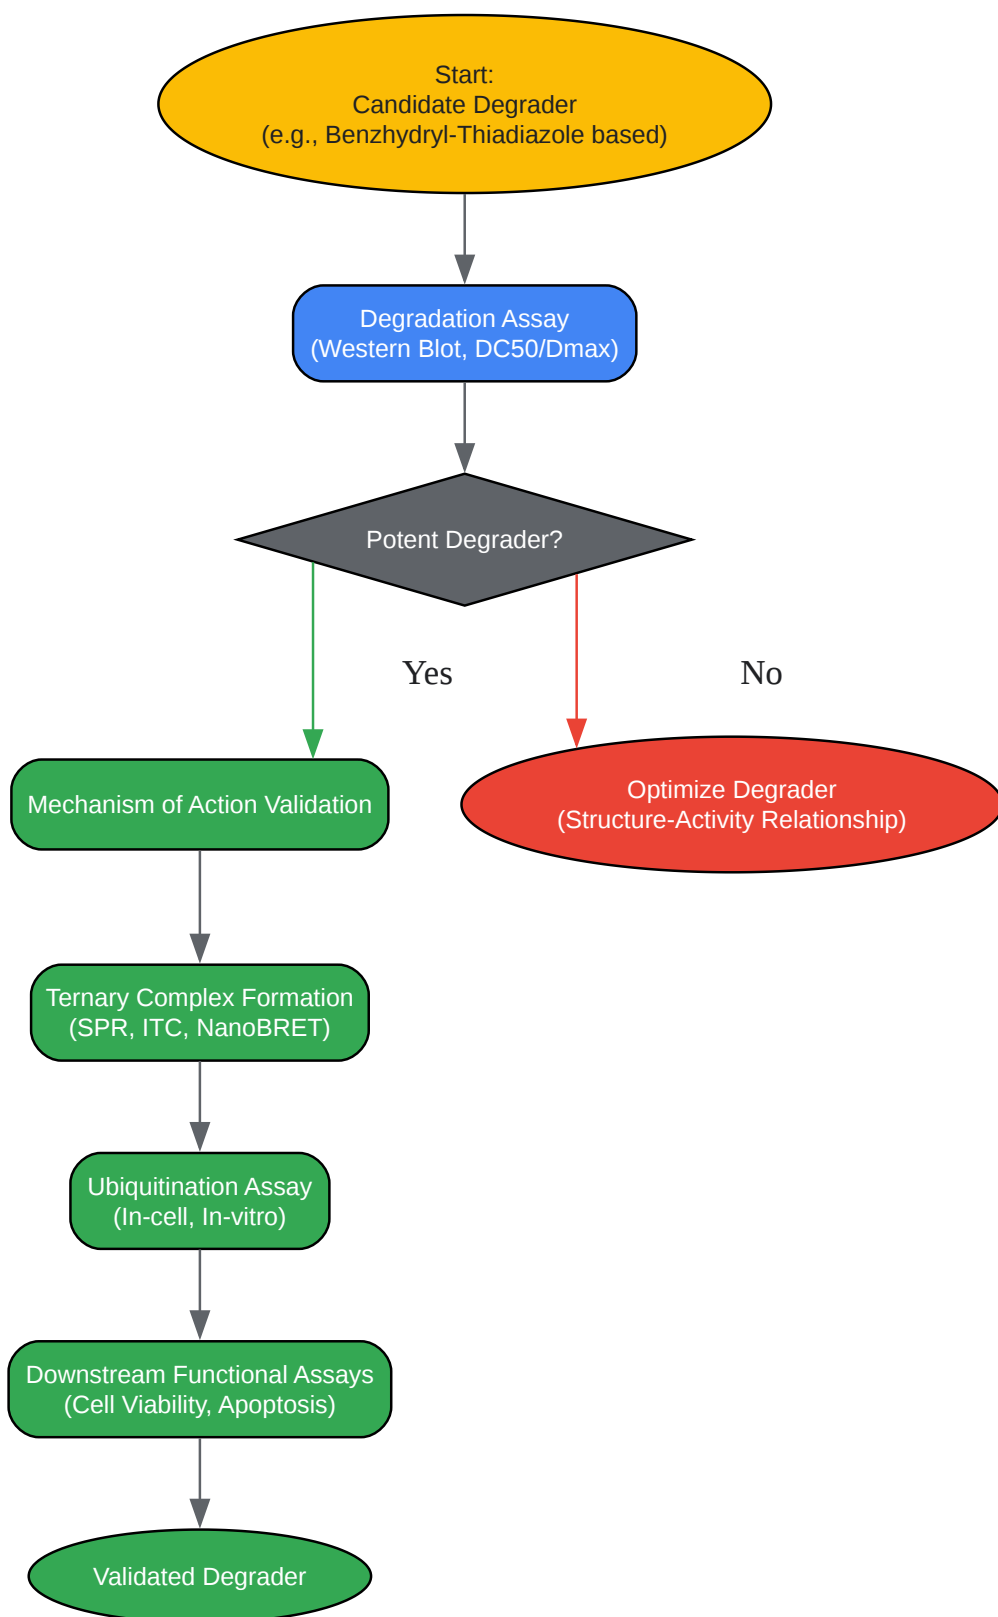 Start:
Candidate Degrader
(e.g., Benzhydryl-Thiadiazole based)
Degradation Assay
(Western Blot, DC50/Dmax)
Potent Degrader?
Yes
No
Mechanism of Action Validation
Optimize Degrader
(Structure-Activity Relationship)
Ternary Complex Formation
(SPR, ITC, NanoBRET)
Ubiquitination Assay
(In-cell, In-vitro)
Downstream Functional Assays
(Cell Viability, Apoptosis)
Validated Degrader